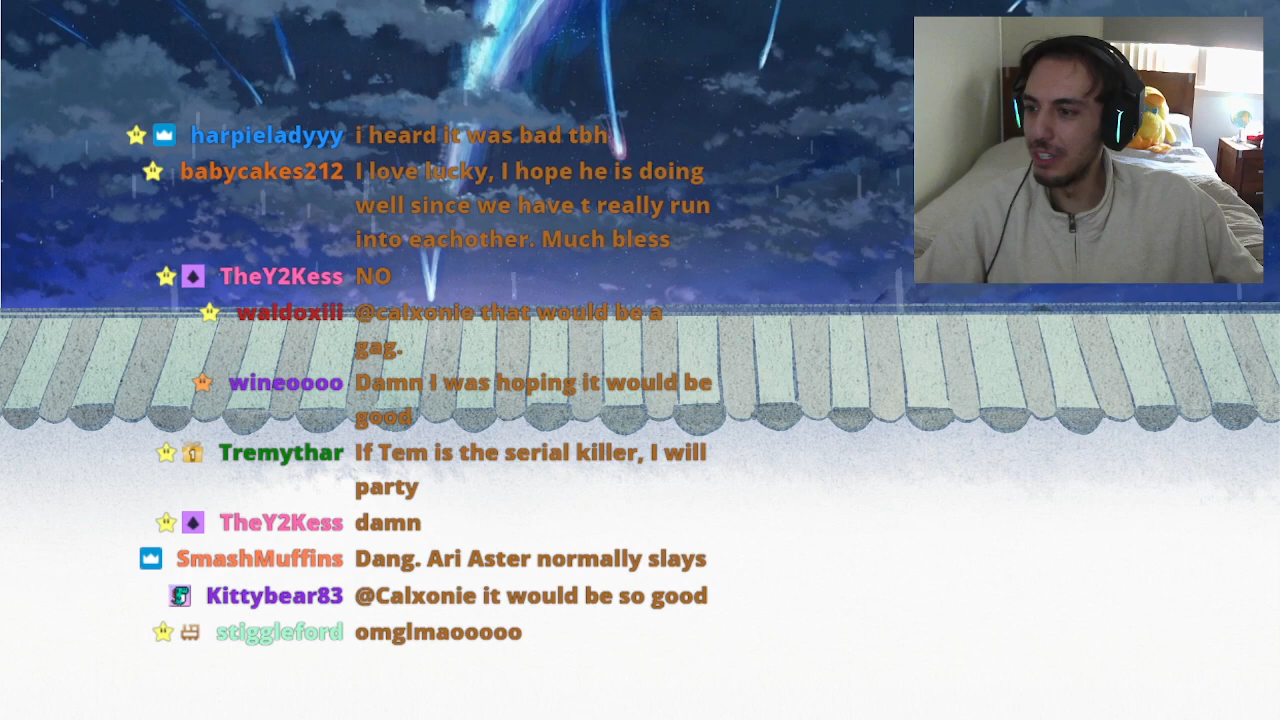 harpieladyyy i heard it was bad tbh
babycakes212 I love lucky, I hope he is doing
well since we have t really run
into eachother. Much bless
TheY2Kess NO
waldoxiii @calxonie that would be a
gag.
wineoooo Damn I was hoping it would be
good
Tremythar If Tem is the serial killer, I will
party
TheY2Kess damn
SmashMuffins Dang. Ari Aster normally slays
Kittybear83 @Calxonie it would be so good
stiggleford omglmaooooo